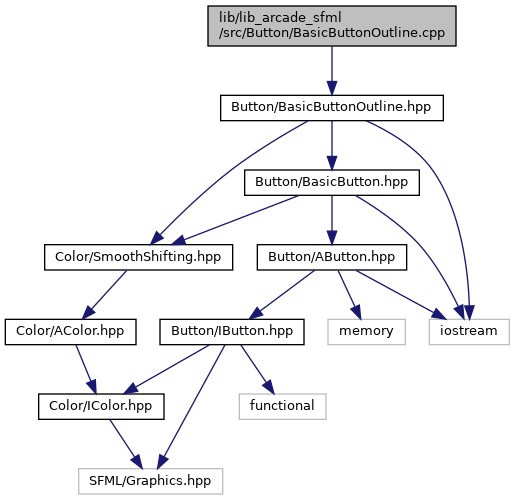 lib/lib_arcade_sfml
/src/Button/BasicButtonOutline.cpp
Button/BasicButtonOutline.hpp
Button/BasicButton.hpp
Color/SmoothShifting.hpp
Button/AButton.hpp
Color/AColor.hpp
Button/IButton.hpp
memory
iostream
Color/IColor.hpp
functional
SFML/Graphics.hpp